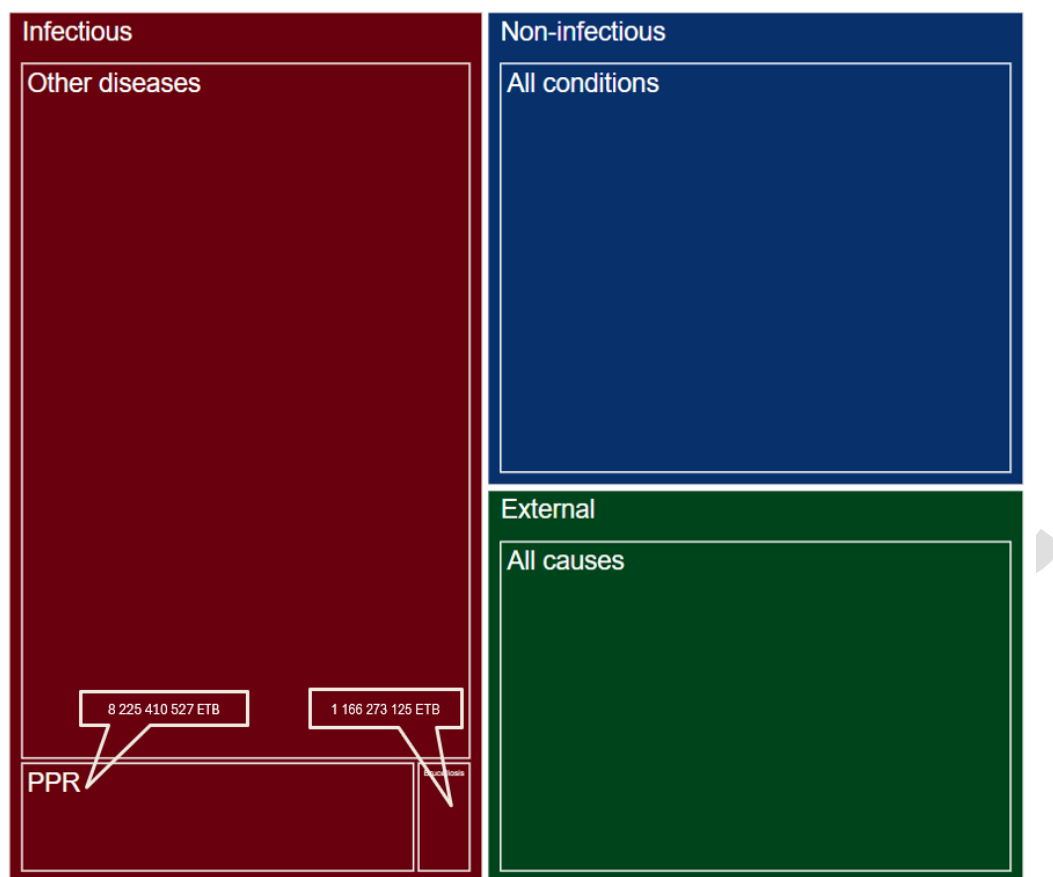 Infectious
Other diseases
8 225 410 527 ETB
1 166 273 125 ETB
PPR
Brucellosis
Non-infectious
All conditions
External
All causes